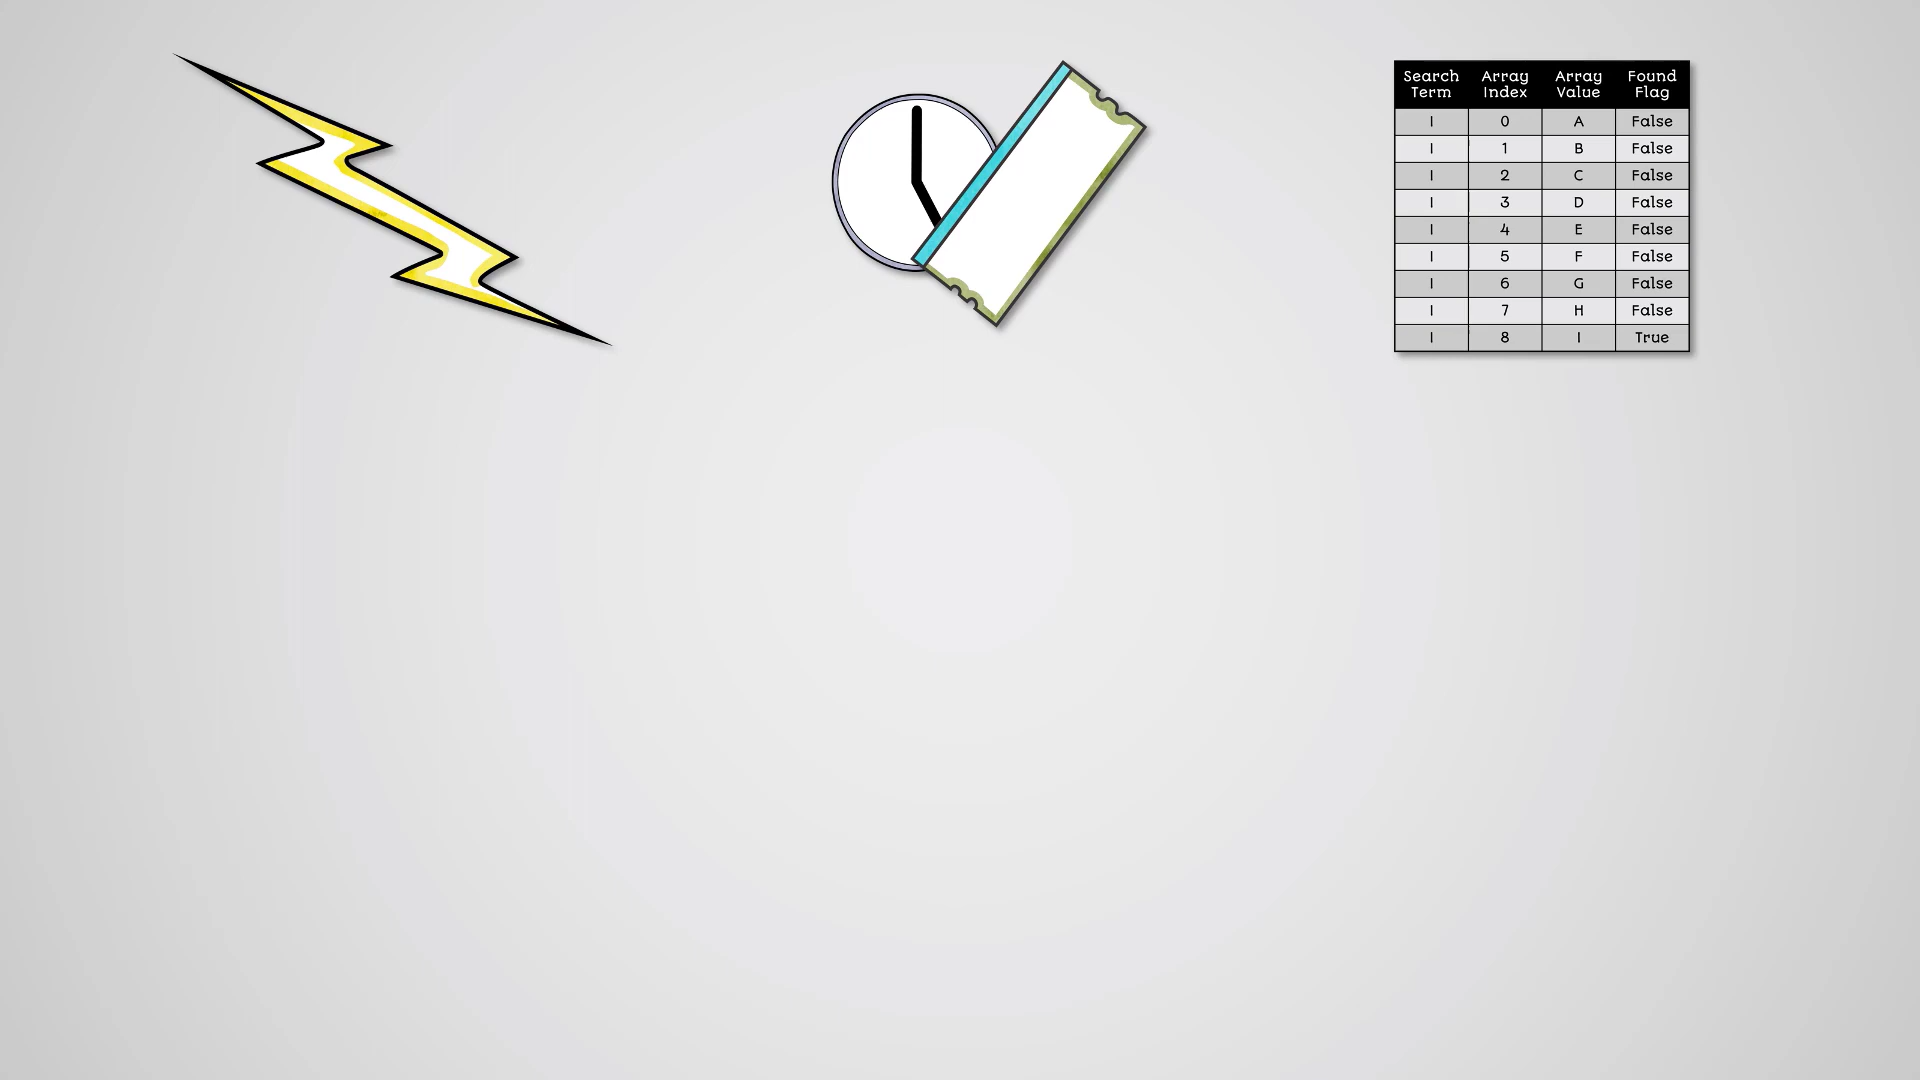 Search Term Array Index Array Value Found Flag
I 0 A False
I 1 B False
I 2 C False
I 3 D False
I 4 E False
I 5 F False
I 6 G False
I 7 H False
I 8 I True